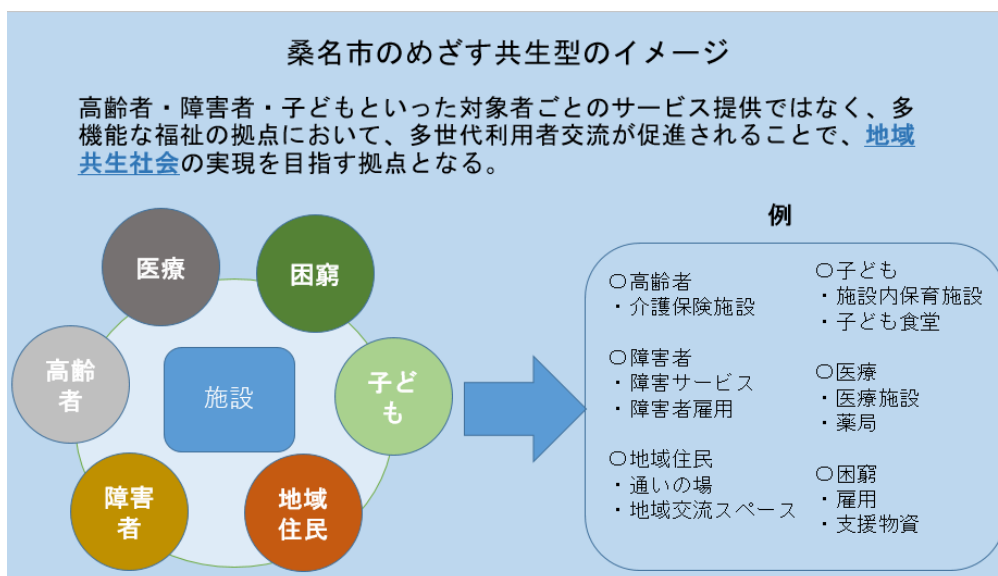 桑名市のめざす共生型のイメージ
高齢者・障害者・子どもといった対象者ごとのサービス提供ではなく、多
機能な福祉の拠点において、多世代利用者交流が促進されることで、地域
共生社会の実現を目指す拠点となる。
医療
困窮
高齢
者
施設
子ど
も
障害
者
地域
住民
例
○高齢者
・介護保険施設
○障害者
・障害サービス
・障害者雇用
○地域住民
・通いの場
・地域交流スペース
○子ども
・施設内保育施設
・子ども食堂
○医療
・医療施設
・薬局
○困窮
・雇用
・支援物資